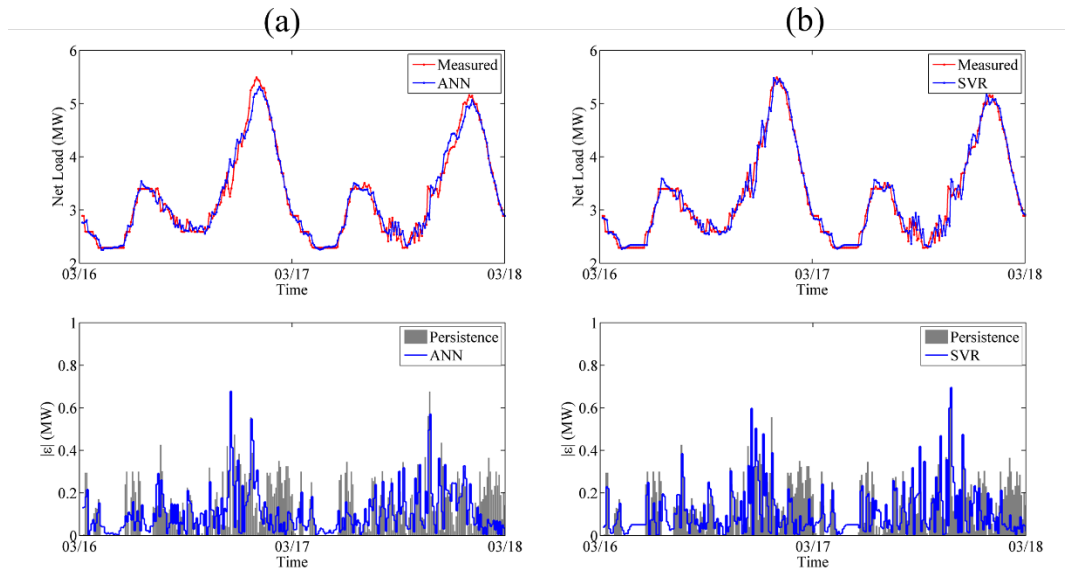 (a)
(b)
Net Load (MW)
6
5
4
3
2
Measured
ANN
03/16
03/17
03/18
Time
Net Load (MW)
6
5
4
3
2
Measured
SVR
03/16
03/17
03/18
Time
|ε| (MW)
1
0.8
0.6
0.4
0.2
0
Persistence
ANN
03/16
03/17
03/18
Time
|ε| (MW)
1
0.8
0.6
0.4
0.2
0
Persistence
SVR
03/16
03/17
03/18
Time